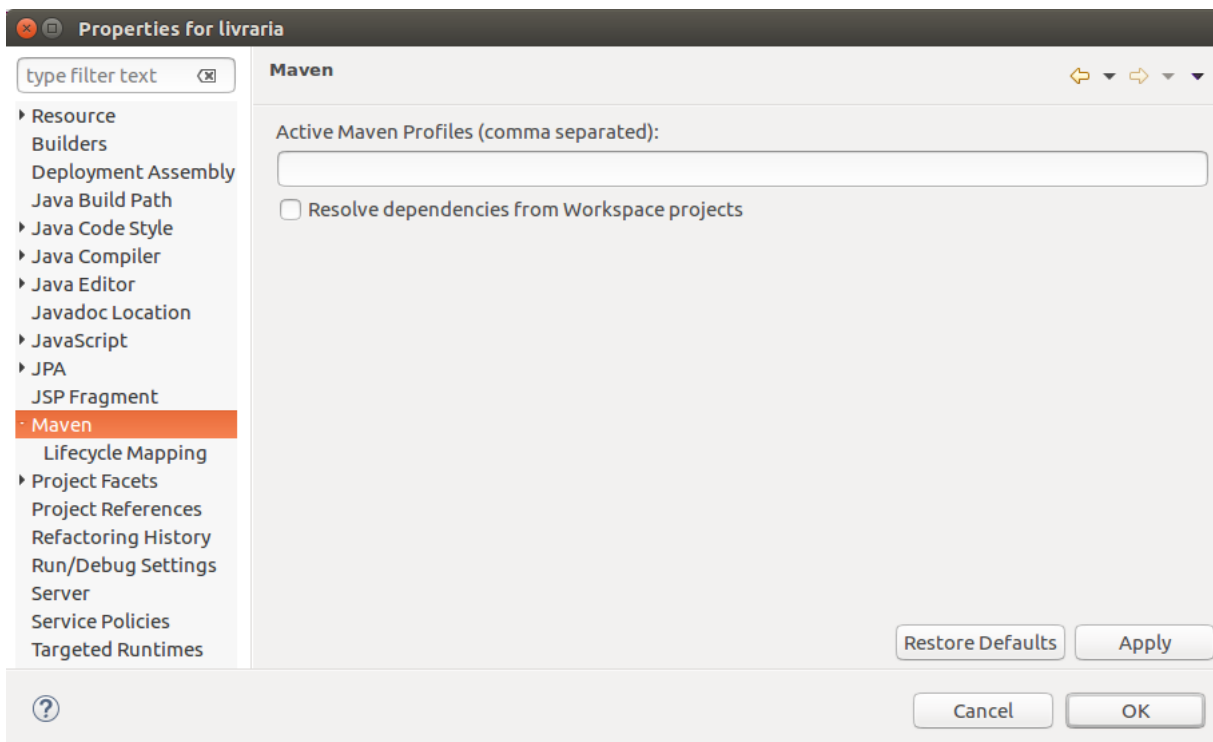 Properties for livraria
type filter text
Maven
Resource
Builders
Deployment Assembly
Java Build Path
Java Code Style
Java Compiler
Java Editor
Javadoc Location
JavaScript
JPA
JSP Fragment
Maven
Lifecycle Mapping
Project Facets
Project References
Refactoring History
Run/Debug Settings
Server
Service Policies
Targeted Runtimes
Active Maven Profiles (comma separated):
Resolve dependencies from Workspace projects
Restore Defaults
Apply
?
Cancel
OK